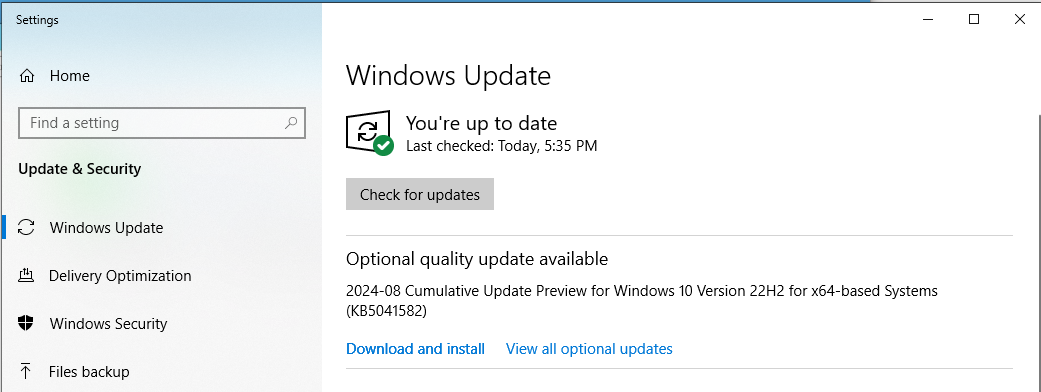 Settings
Home
Find a setting
Update & Security
Windows Update
Delivery Optimization
Windows Security
Files backup
Windows Update
You're up to date
Last checked: Today, 5:35 PM
Check for updates
Optional quality update available
2024-08 Cumulative Update Preview for Windows 10 Version 22H2 for x64-based Systems
(KB5041582)
Download and install View all optional updates